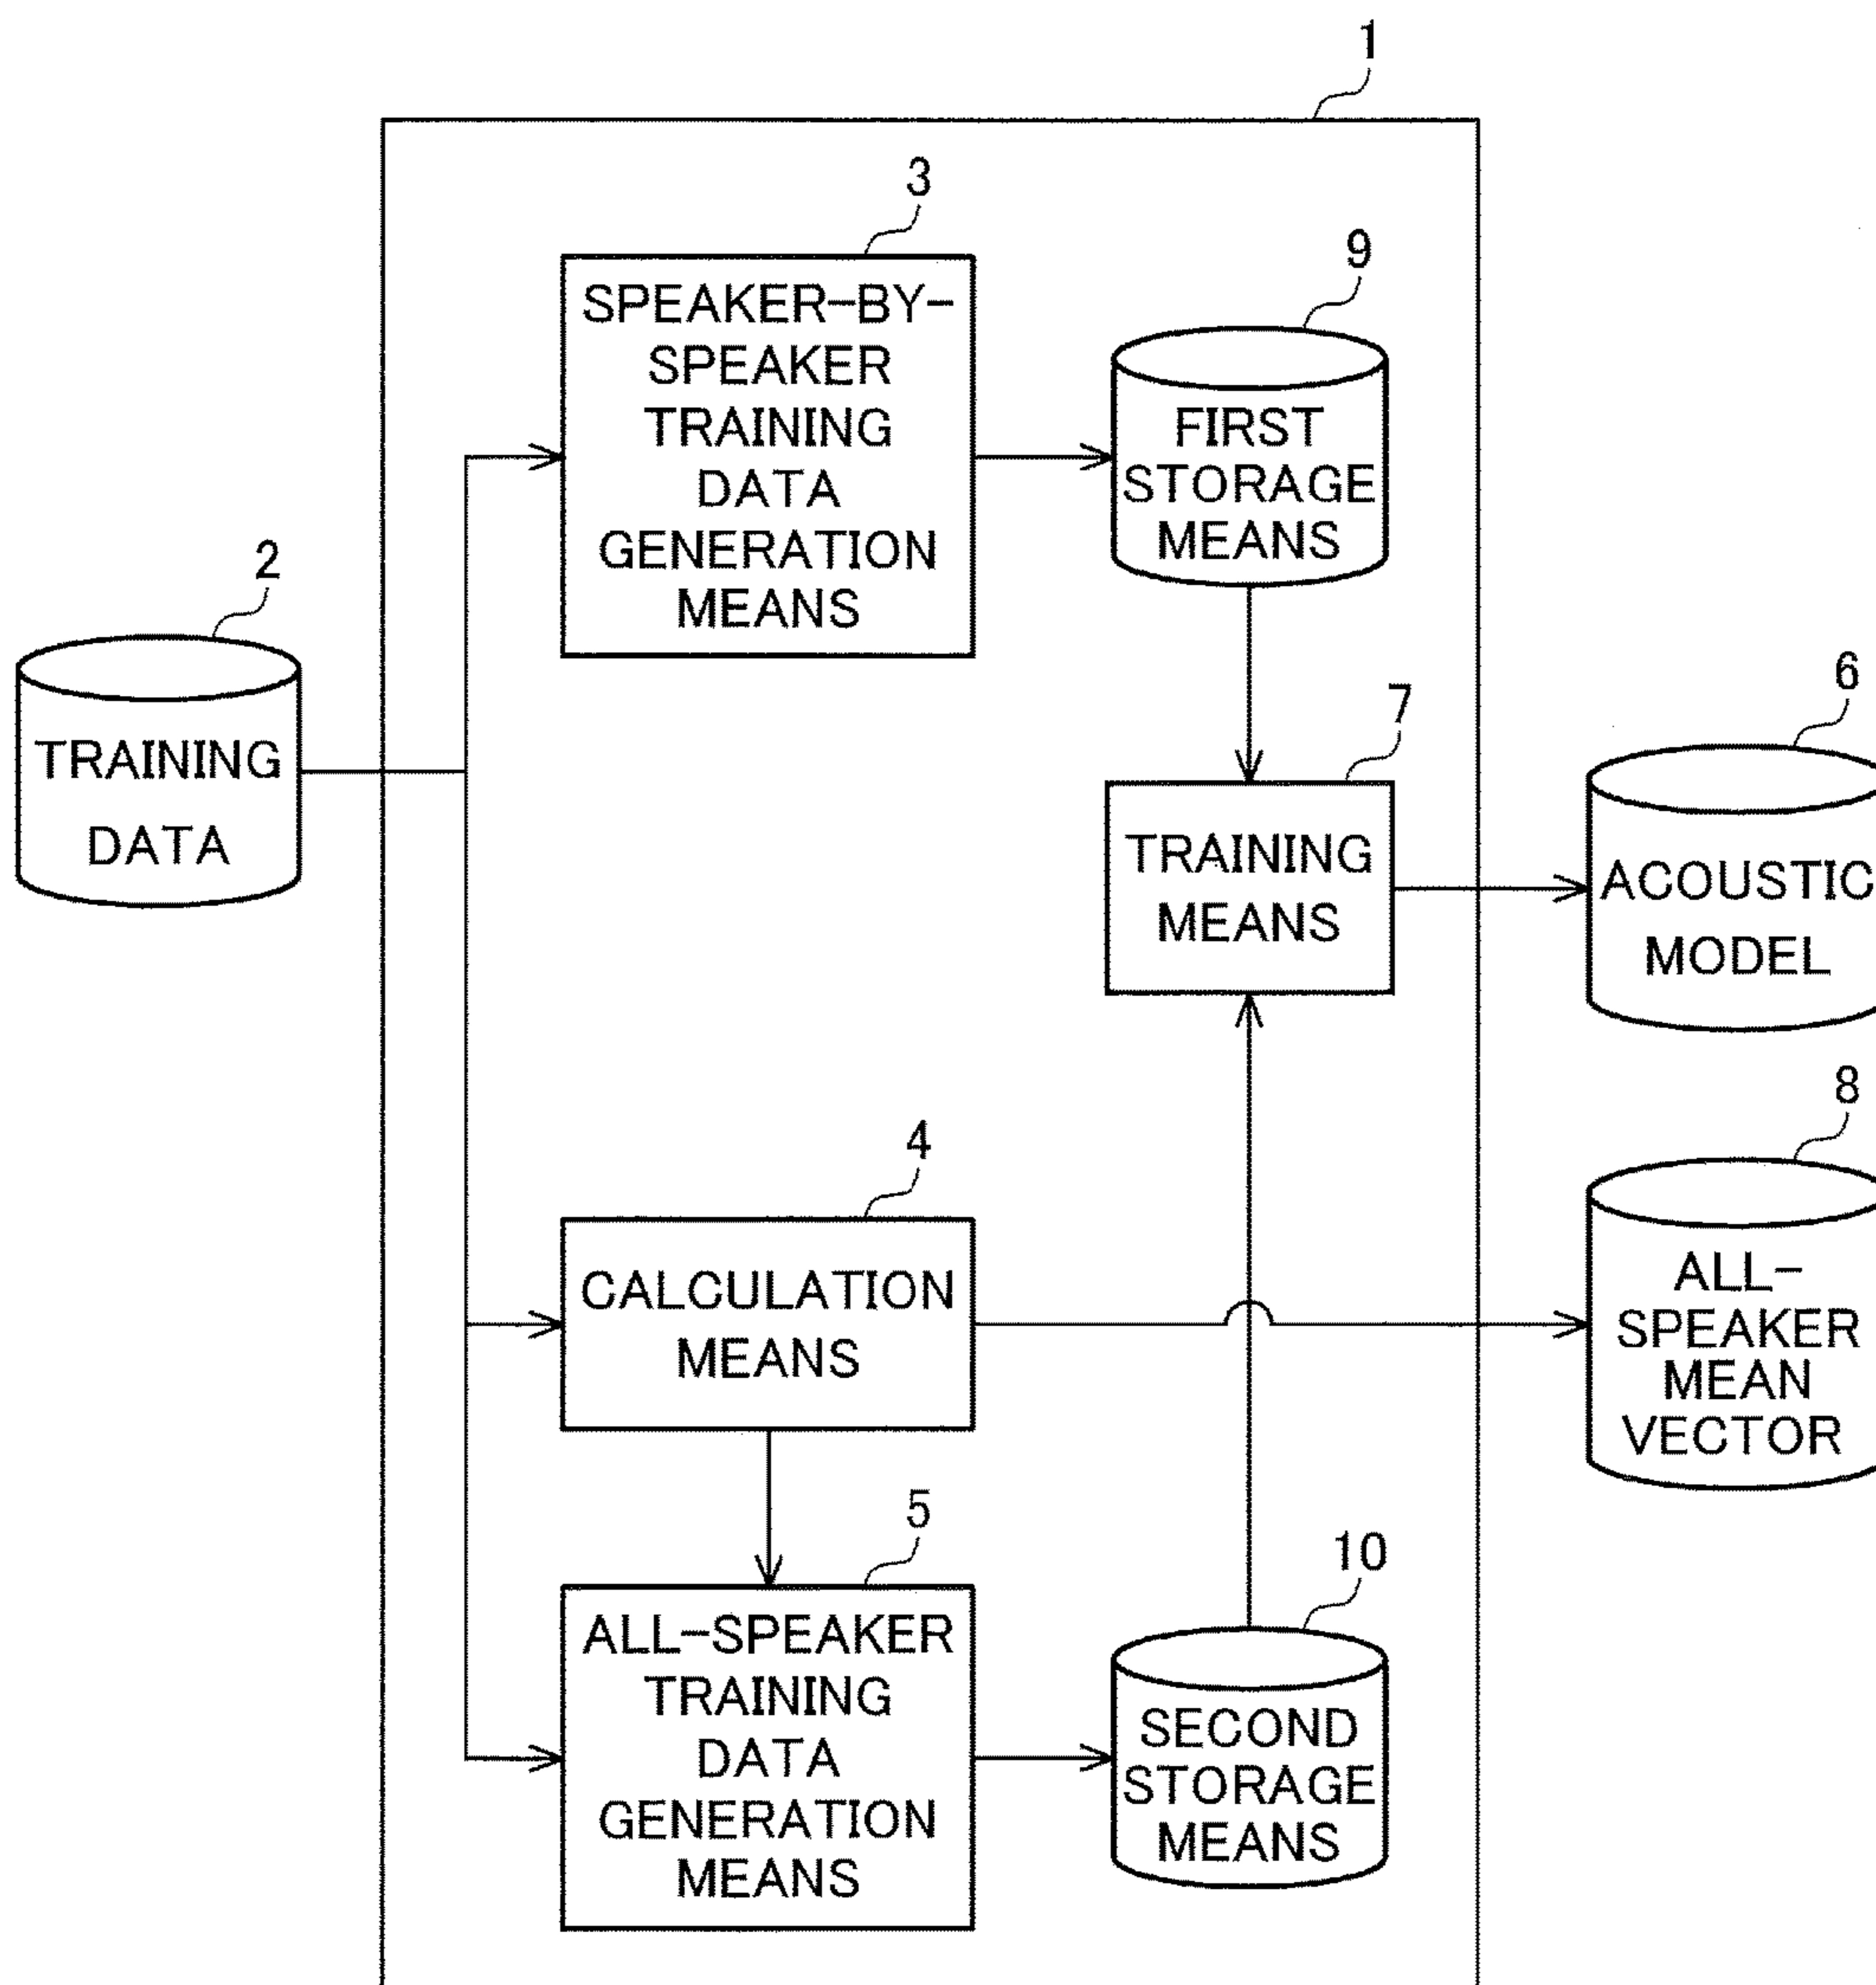 1
3
SPEAKER-BY-
SPEAKER
TRAINING
DATA
GENERATION
MEANS
9
FIRST
STORAGE
MEANS
2
TRAINING
DATA
7
TRAINING
MEANS
6
ACOUSTIC
MODEL
4
CALCULATION
MEANS
8
ALL-
SPEAKER
MEAN
VECTOR
5
ALL-SPEAKER
TRAINING
DATA
GENERATION
MEANS
10
SECOND
STORAGE
MEANS